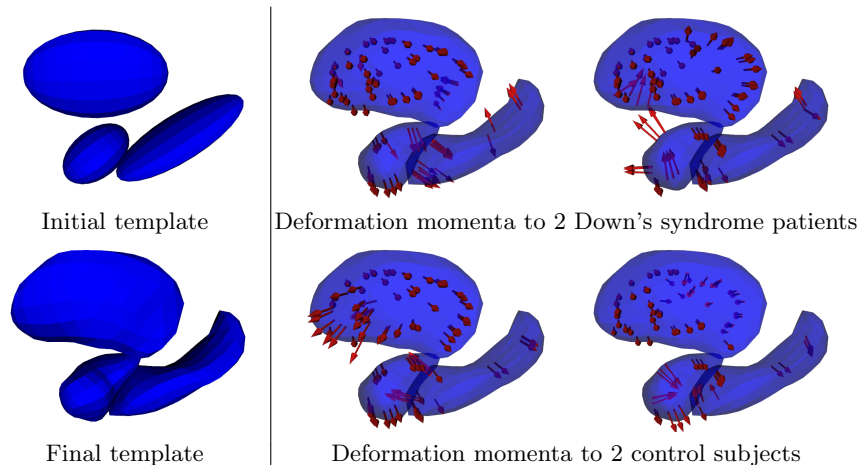 Initial template
Deformation momenta to 2 Down's syndrome patients
Final template
Deformation momenta to 2 control subjects